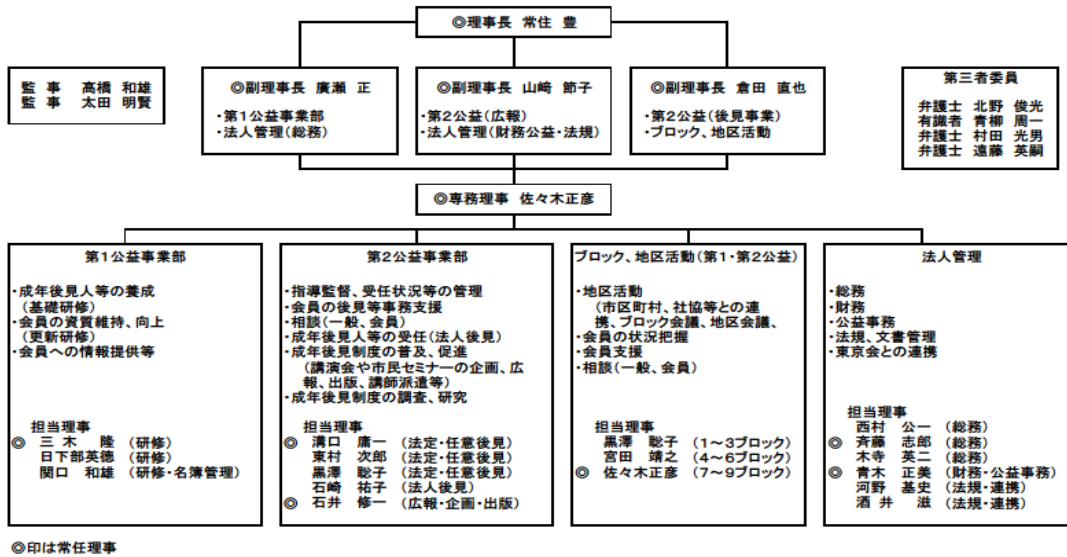 ◎理事長 常住 豊
監 事 髙橋 和雄
監 事 太田 明賢
◎副理事長 廣瀬 正
・第1公益事業部
・法人管理(総務)
◎副理事長 山﨑 節子
・第2公益(広報)
・法人管理(財務公益・法規)
◎副理事長 倉田 直也
・第2公益(後見事業)
・ブロック、地区活動
第三者委員
弁護士 北野 俊光
有識者 青柳 周一
弁護士 村田 光男
弁護士 遠藤 英嗣
◎専務理事 佐々木正彦
第1公益事業部
・成年後見人等の養成
(基礎研修)
・会員の資質維持、向上
(更新研修)
・会員への情報提供等
担当理事
◎ 三 木 隆 (研修)
日下部英德 (研修)
関口 和雄 (研修・名簿管理)
第2公益事業部
・指導監督、受任状況等の管理
・会員の後見等事務支援
・相談(一般、会員)
・成年後見人等の受任(法人後見)
・成年後見制度の普及、促進
(講演会や市民セミナーの企画、広
報、出版、講師派遣等)
・成年後見制度の調査、研究
担当理事
◎ 溝口 庸一 (法定・任意後見)
東村 次郎 (法定・任意後見)
黒澤 聡子 (法定・任意後見)
石崎 祐子 (法人後見)
◎ 石井 修一 (広報・企画・出版)
ブロック、地区活動(第1・第2公益)
・地区活動
(市区町村、社協等との連
携、ブロック会議、地区会議、
・会員の状況把握
・会員支援
・相談(一般、会員)
担当理事
黒澤 聡子 (1~3ブロック)
宮田 靖之 (4~6ブロック)
◎ 佐々木正彦 (7~9ブロック)
法人管理
・総務
・財務
・公益事務
・法規、文書管理
・東京会との連携
担当理事
西村 公一 (総務)
◎ 斉藤 志郎 (総務)
木寺 英二 (総務)
◎ 青木 正美 (財務・公益事務)
河野 基史 (法規・連携)
酒 井 滋 (法規・連携)
◎印は常任理事